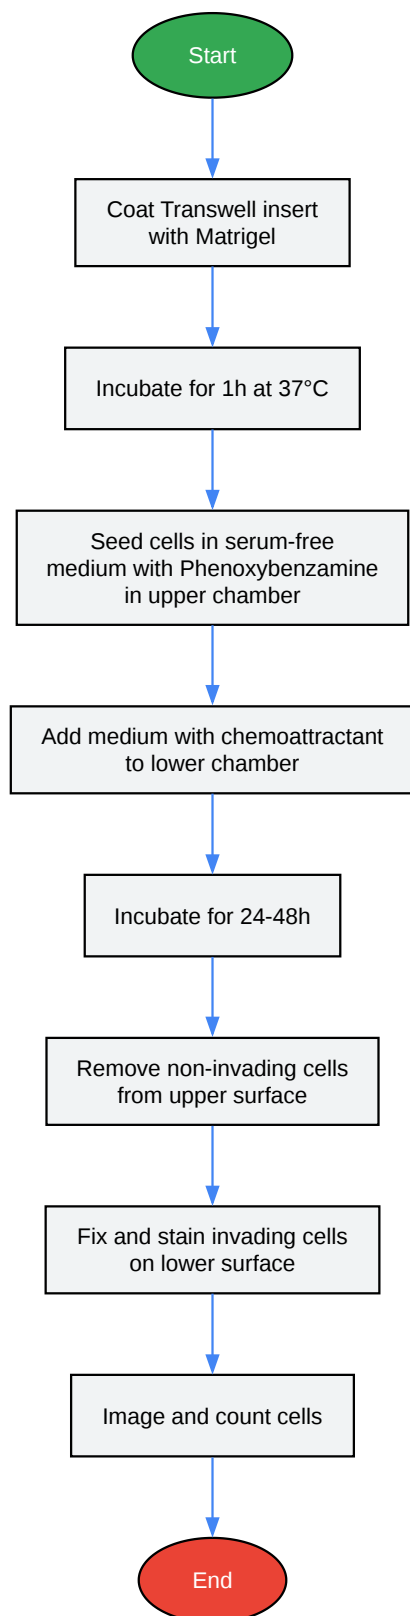 Start
Coat Transwell insert
with Matrigel
Incubate for 1h at 37°C
Seed cells in serum-free
medium with Phenoxybenzamine
in upper chamber
Add medium with chemoattractant
to lower chamber
Incubate for 24-48h
Remove non-invading cells
from upper surface
Fix and stain invading cells
on lower surface
Image and count cells
End